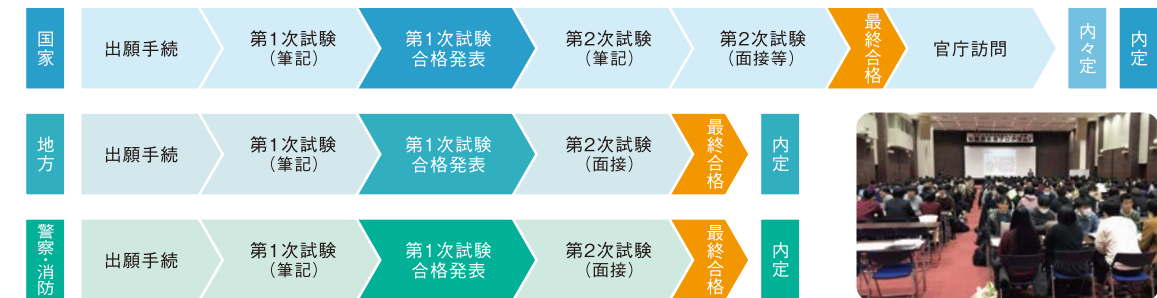 国家
出願手続
第1次試験
(筆記)
第1次試験
合格発表
第2次試験
(筆記)
第2次試験
(面接等)
最終合格
官庁訪問
内々定
内定
地方
出願手続
第1次試験
(筆記)
第1次試験
合格発表
第2次試験
(面接)
最終合格
内定
警察・消防
出願手続
第1次試験
(筆記)
第1次試験
合格発表
第2次試験
(面接)
最終合格
内定